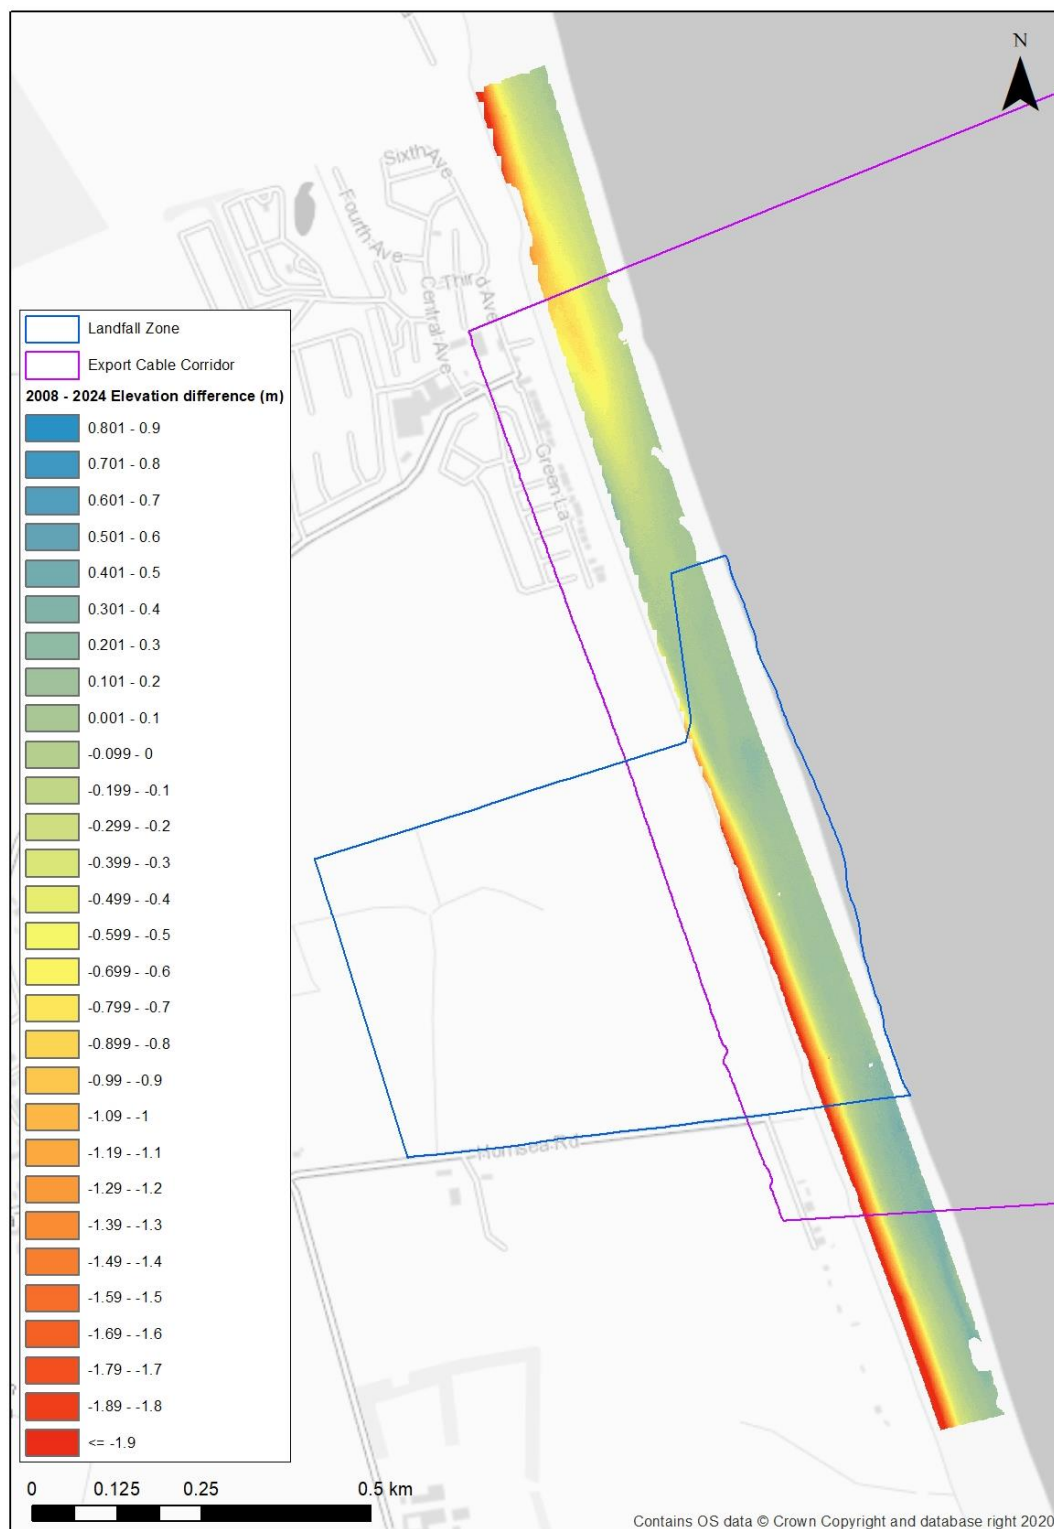 N
Sixth Ave
Fourth Ave
Third Ave
Central Ave
Green La
Landfall Zone
Export Cable Corridor
2008 - 2024 Elevation difference (m)
0.801 - 0.9
0.701 - 0.8
0.601 - 0.7
0.501 - 0.6
0.401 - 0.5
0.301 - 0.4
0.201 - 0.3
0.101 - 0.2
0.001 - 0.1
-0.099 - 0
-0.199 - -0.1
-0.299 - -0.2
-0.399 - -0.3
-0.499 - -0.4
-0.599 - -0.5
-0.699 - -0.6
-0.799 - -0.7
-0.899 - -0.8
-0.99 - -0.9
-1.09 - -1
-1.19 - -1.1
-1.29 - -1.2
-1.39 - -1.3
-1.49 - -1.4
-1.59 - -1.5
-1.69 - -1.6
-1.79 - -1.7
-1.89 - -1.8
<= -1.9
Hornsea Rd
0 0.125 0.25 0.5 km
Contains OS data © Crown Copyright and database right 2020